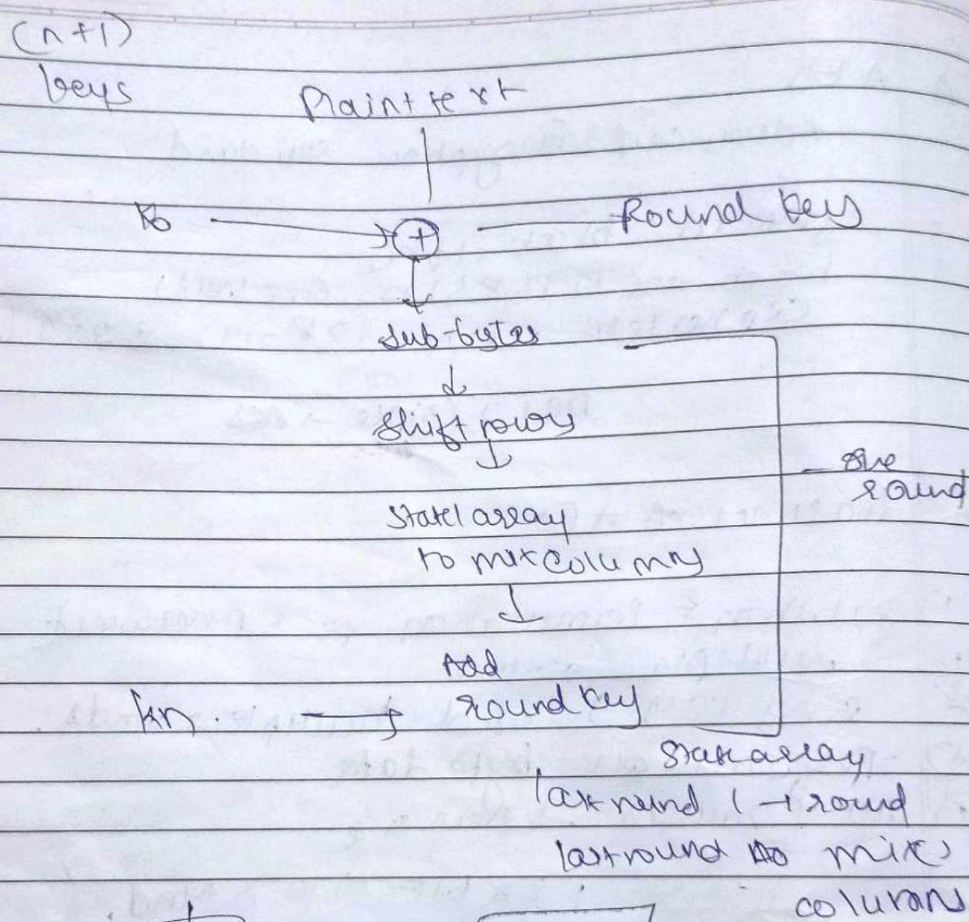 (n+1)
keys
Plaintext
K0 → + Round key
↓
Sub-bytes
↓
Shift rows
↓
State array
to mix columns
↓
one
round
Add
Kn. → round key
State array
last round (→ round
last round no mix
columns